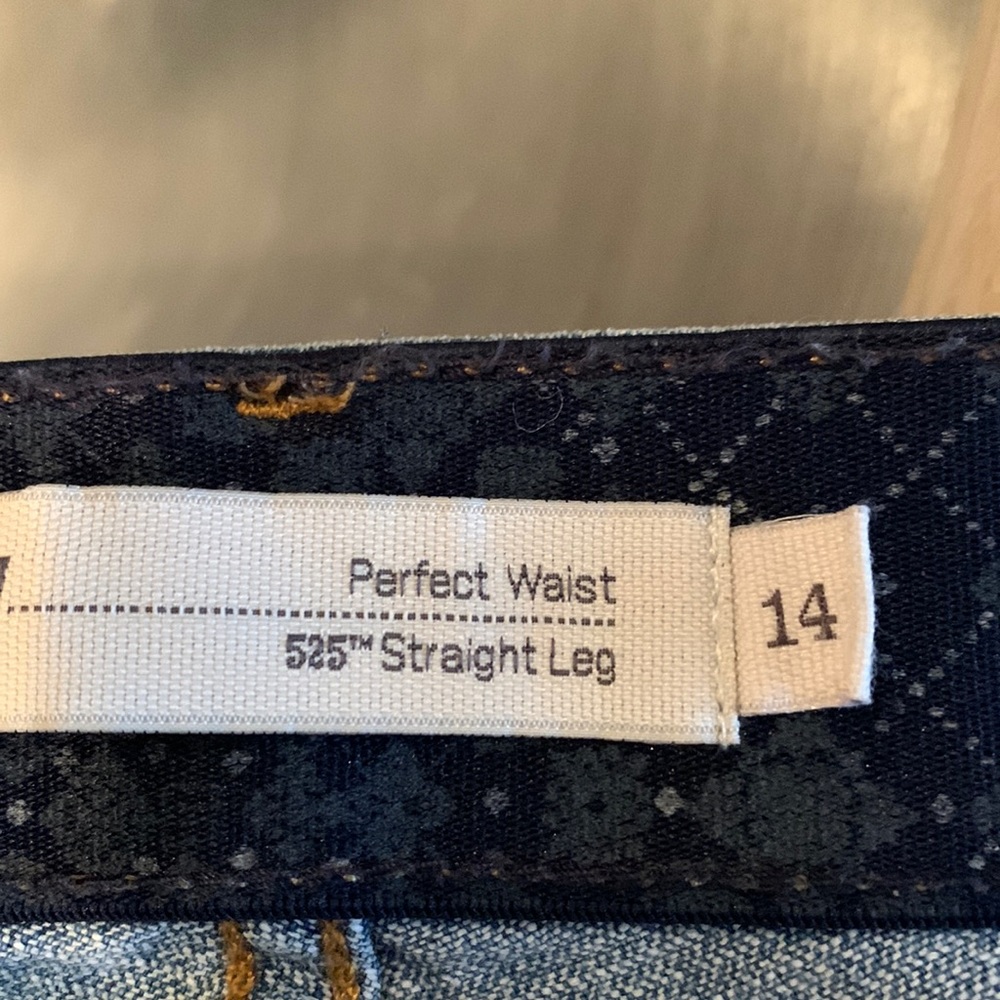 Perfect Waist
525™ Straight Leg
14